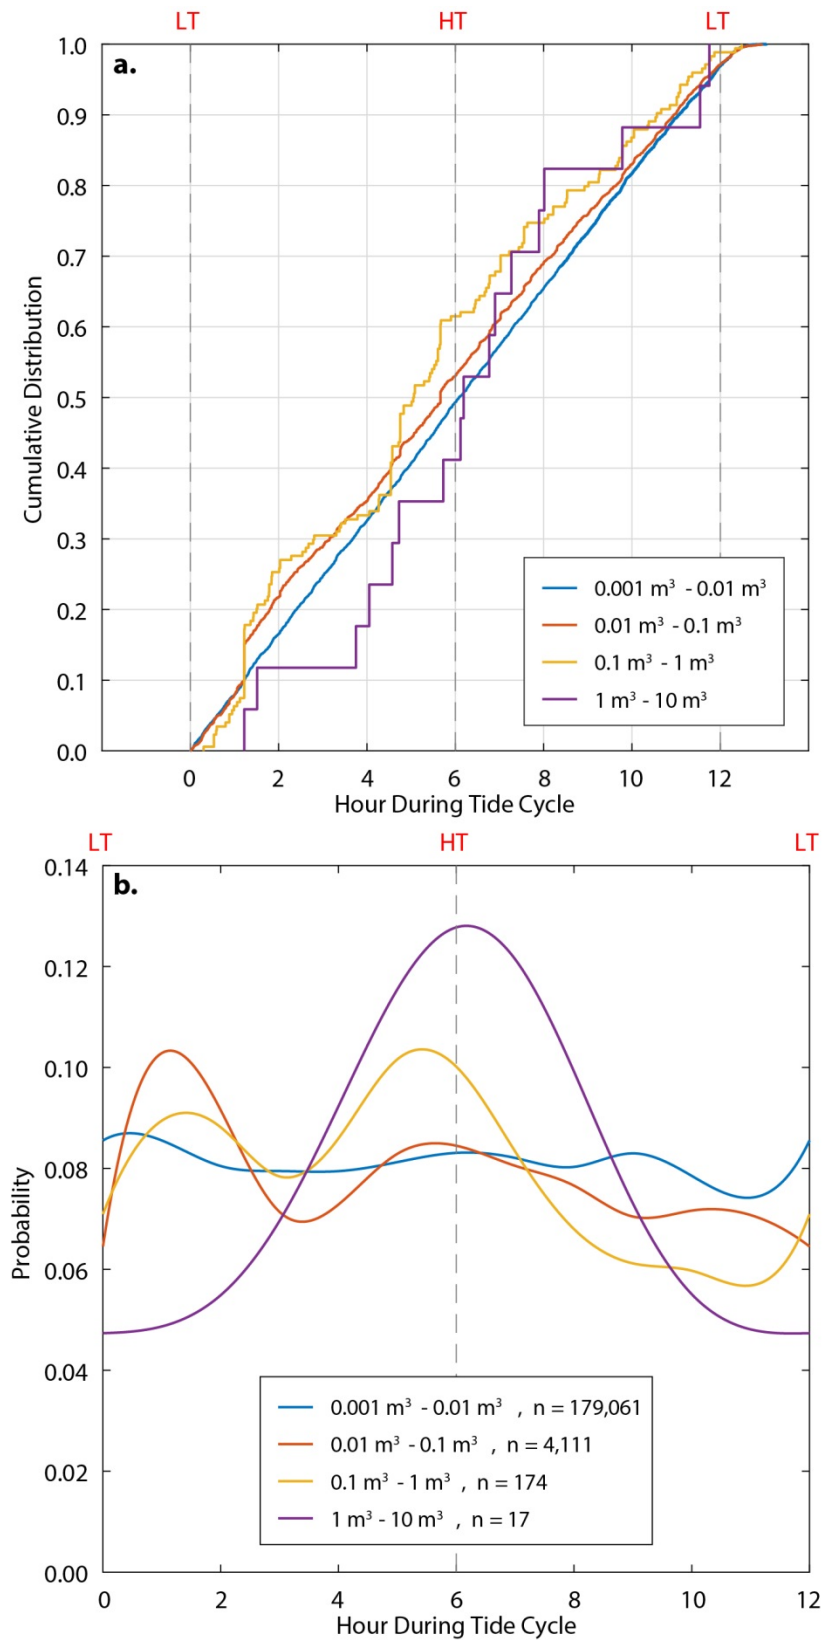 LT HT LT
a.
1.0
0.9
0.8
0.7
0.6
0.5
0.4
0.3
0.2
0.1
0.0
Cumulative Distribution
0.001 m³ - 0.01 m³
0.01 m³ - 0.1 m³
0.1 m³ - 1 m³
1 m³ - 10 m³
0 2 4 6 8 10 12
Hour During Tide Cycle
LT HT LT
b.
0.14
0.12
0.10
0.08
0.06
0.04
0.02
0.00
Probability
0.001 m³ - 0.01 m³ , n = 179,061
0.01 m³ - 0.1 m³ , n = 4,111
0.1 m³ - 1 m³ , n = 174
1 m³ - 10 m³ , n = 17
0 2 4 6 8 10 12
Hour During Tide Cycle